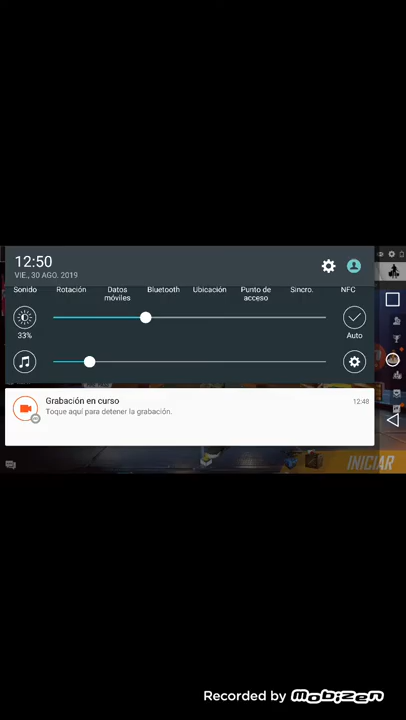 12:50
VIE., 30 AGO. 2019
Sonido Rotación Datos móviles Bluetooth Ubicación Punto de acceso Sincro. NFC
33% Auto
Grabación en curso 12:48
Toque aquí para detener la grabación.
INICIAR
Recorded by Mobizen